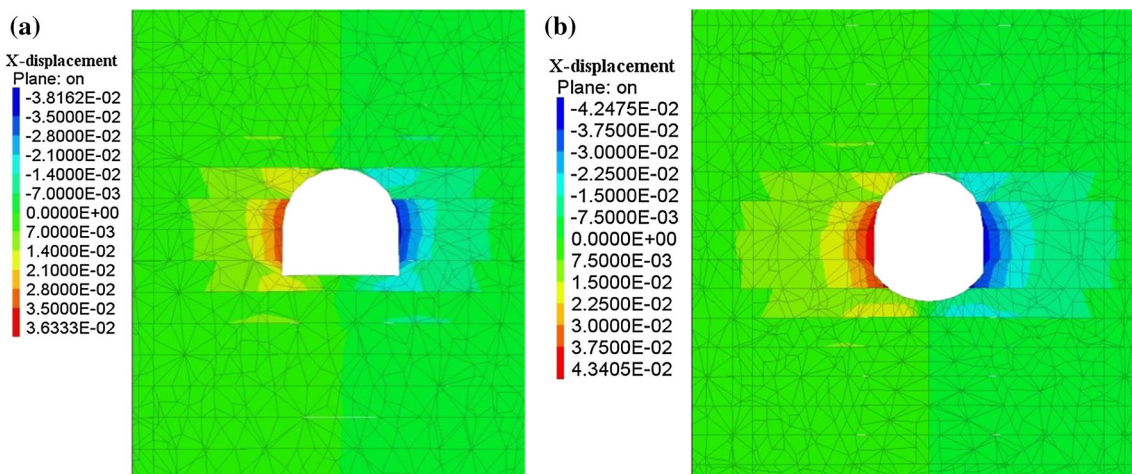 (a)
X-displacement
Plane: on
-3.8162E-02
-3.5000E-02
-2.8000E-02
-2.1000E-02
-1.4000E-02
-7.0000E-03
0.0000E+00
7.0000E-03
1.4000E-02
2.1000E-02
2.8000E-02
3.5000E-02
3.6333E-02
(b)
X-displacement
Plane: on
-4.2475E-02
-3.7500E-02
-3.0000E-02
-2.2500E-02
-1.5000E-02
-7.5000E-03
0.0000E+00
7.5000E-03
1.5000E-02
2.2500E-02
3.0000E-02
3.7500E-02
4.3405E-02